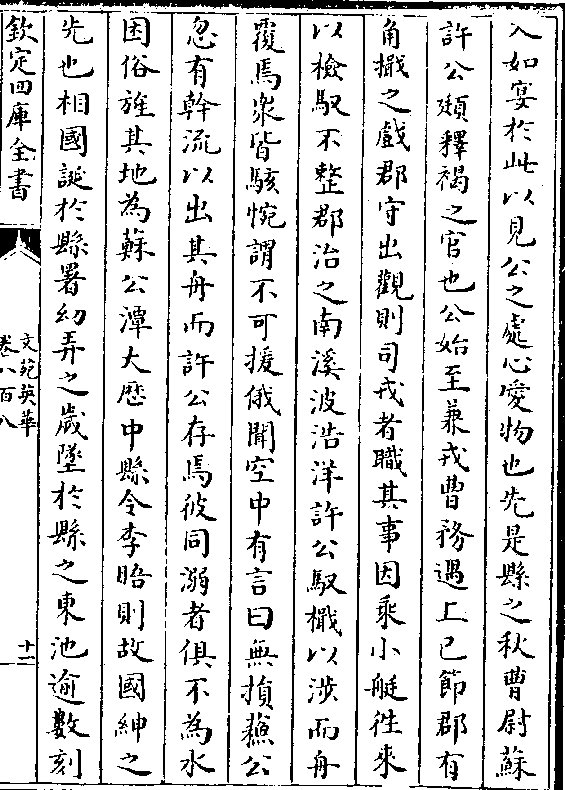 入如宴於此以見公之處心愛物也先是縣之秋曹尉蘇
許公頲釋褐之官也公始至兼戎曹務遇上巳節郡有
角撤之戲郡守出觀則司戎者職其事因乗小艇徃來
以檢馭不整郡治之南溪波浩洋許公馭檝以涉而舟
覆焉衆皆駭惋謂不可援俄聞空中有言曰無損蘇公
忽有幹流以出其舟而許公存焉彼同溺者俱不為水
困俗旌其地為蘇公潭大歴中縣令李晤則故國紳之
先也相國誕於縣署幼弄之歲墜於縣之東池逾數刻
欽定四庫全書
文苑英華
卷八百八
十一